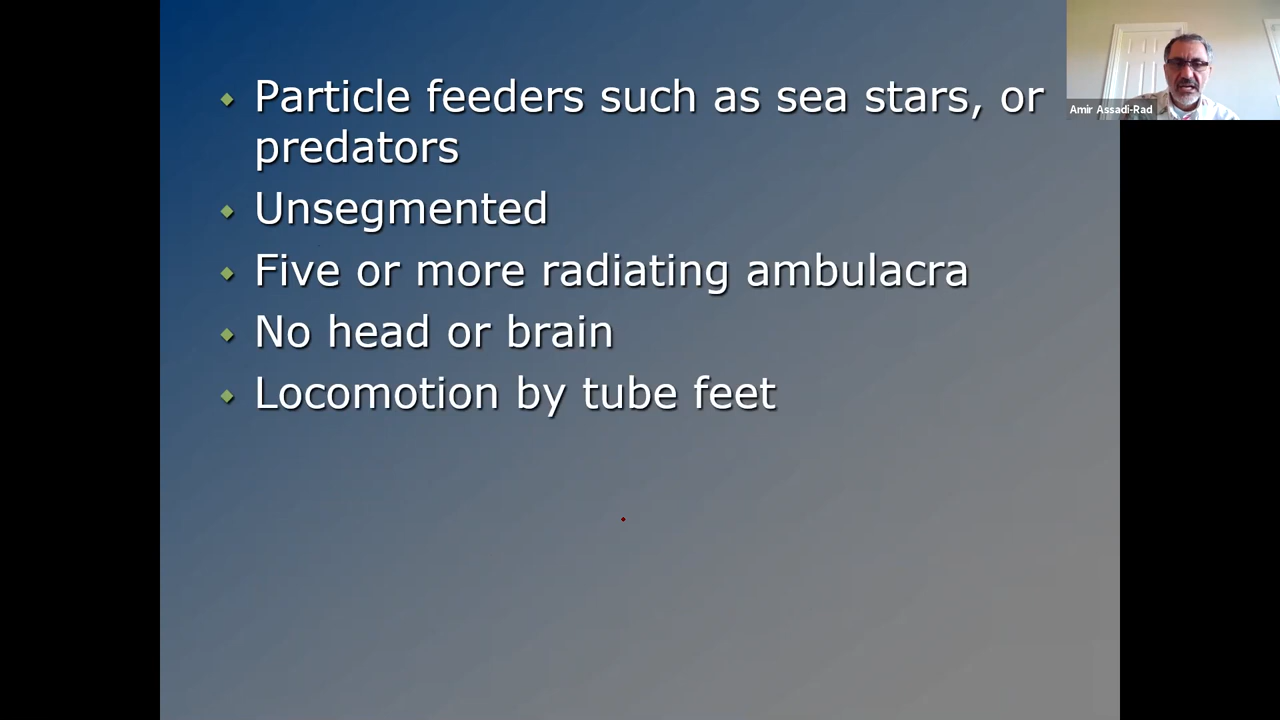 Particle feeders such as sea stars, or
predators
Unsegmented
Five or more radiating ambulacra
No head or brain
Locomotion by tube feet
Amir Assadi-Rad